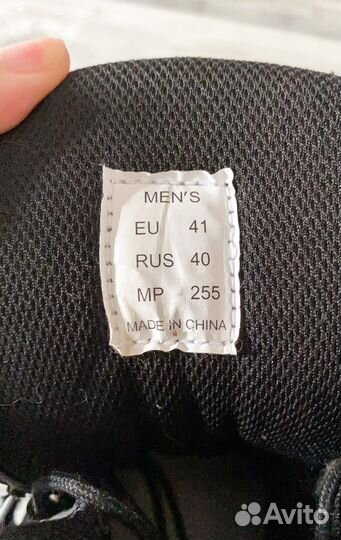 MEN'S
EU 41
RUS 40
MP 255
MADE IN CHINA
Avito